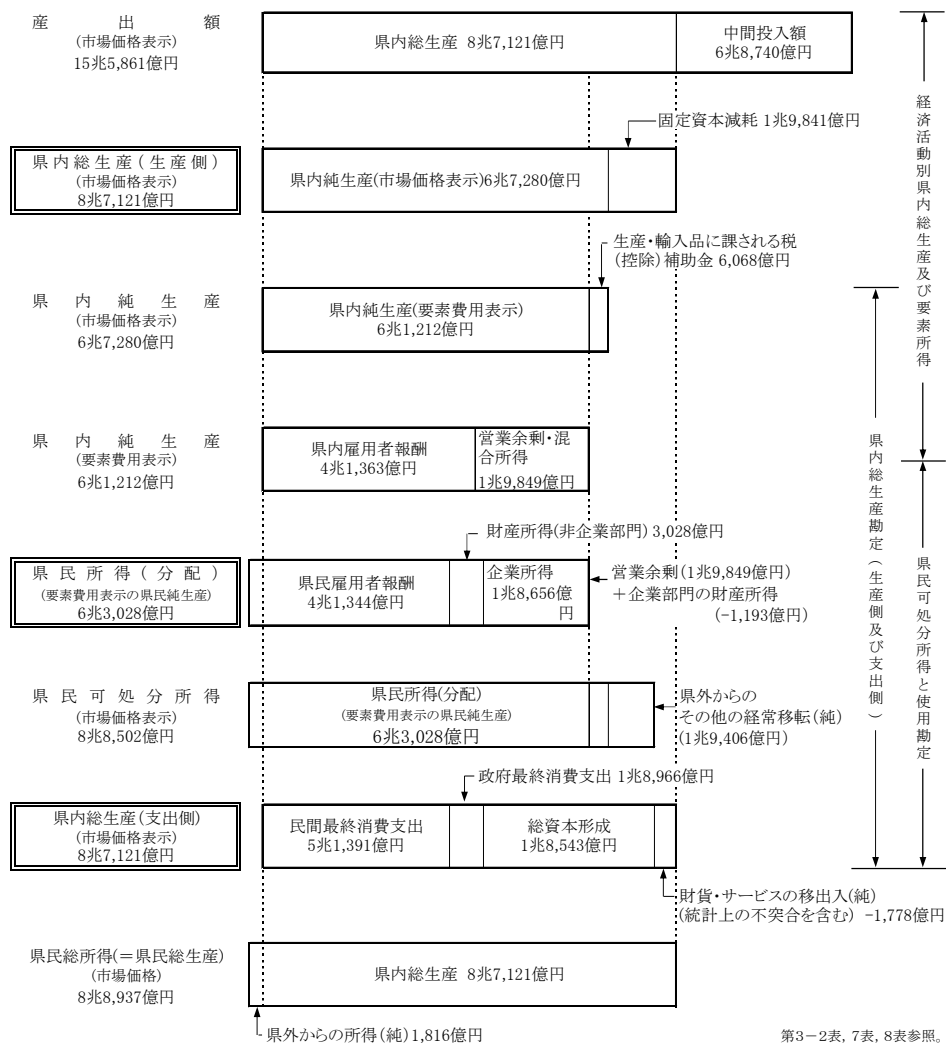 産出額
(市場価格表示)
15兆5,861億円
県内総生産 8兆7,121億円
中間投入額
6兆8,740億円
固定資本減耗 1兆9,841億円
県内総生産(生産側)
(市場価格表示)
8兆7,121億円
県内純生産(市場価格表示)6兆7,280億円
生産・輸入品に課される税
(控除)補助金 6,068億円
県内純生産
(市場価格表示)
6兆7,280億円
県内純生産(要素費用表示)
6兆1,212億円
県内純生産
(要素費用表示)
6兆1,212億円
県内雇用者報酬
4兆1,363億円
営業余剰・混
合所得
1兆9,849億円
財産所得(非企業部門) 3,028億円
県民所得(分配)
(要素費用表示の県民純生産)
6兆3,028億円
県民雇用者報酬
4兆1,344億円
企業所得
1兆8,656億
円
営業余剰(1兆9,849億円)
＋企業部門の財産所得
(-1,193億円)
県民可処分所得
(市場価格表示)
8兆8,502億円
県民所得(分配)
(要素費用表示の県民純生産)
6兆3,028億円
県外からの
その他の経常移転(純)
(1兆9,406億円)
政府最終消費支出 1兆8,966億円
県内総生産(支出側)
(市場価格表示)
8兆7,121億円
民間最終消費支出
5兆1,391億円
総資本形成
1兆8,543億円
財貨・サービスの移出入(純)
(統計上の不突合を含む) -1,778億円
県民総所得(＝県民総生産)
(市場価格)
8兆8,937億円
県内総生産 8兆7,121億円
県外からの所得(純)1,816億円
経済活動別県内総生産及び要素所得
県内総生産勘定(生産側及び支出側)
県民可処分所得と使用勘定
第3－2表, 7表, 8表参照。